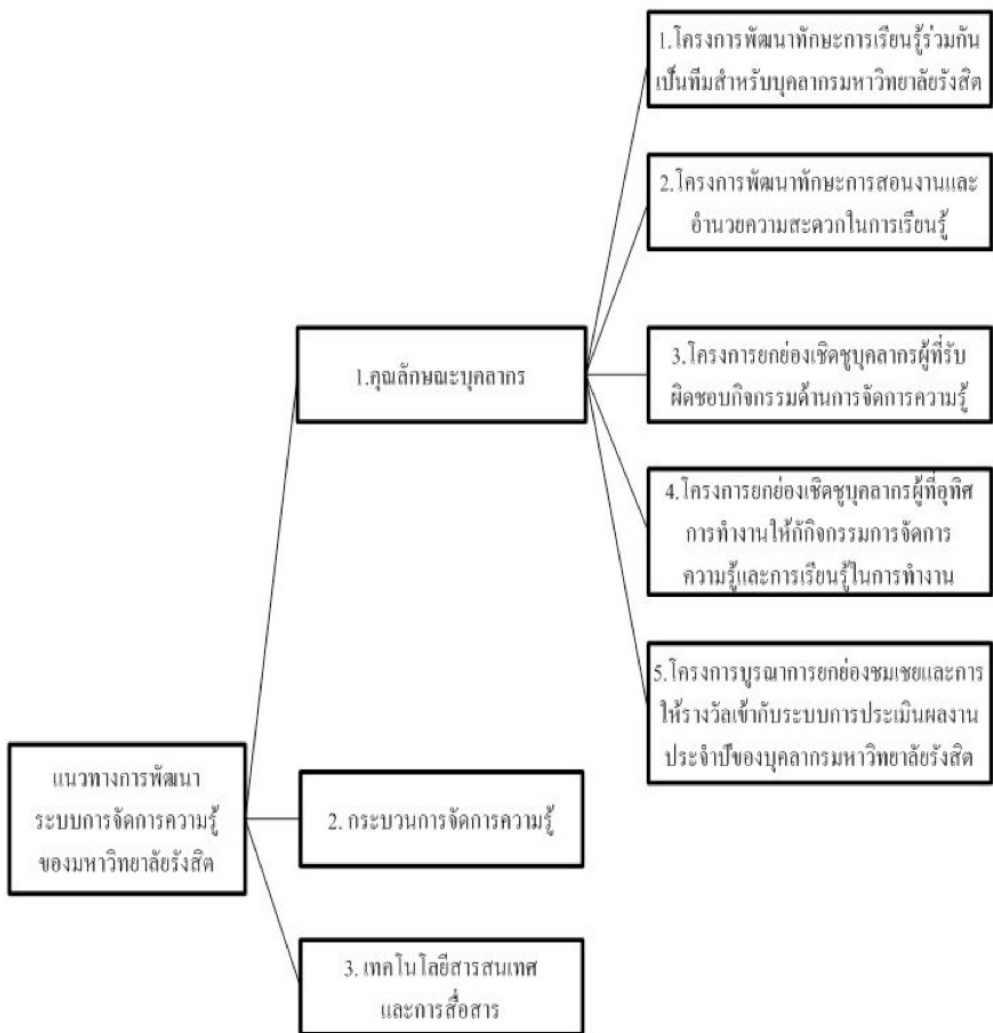 1.โครงการพัฒนาทักษะการเรียนรู้ร่วมกัน
เป็นทีมสำหรับบุคลากรมหาวิทยาลัยรังสิต
2.โครงการพัฒนาทักษะการสอนงานและ
อำนวยความสะดวกในการเรียนรู้
1.คุณลักษณะบุคลากร
3.โครงการยกย่องเชิดชูบุคลากรผู้ที่รับ
ผิดชอบกิจกรรมด้านการจัดการความรู้
4.โครงการยกย่องเชิดชูบุคลากรผู้ที่อุทิศ
การทำงานให้กักิจกรรมการจัดการ
ความรู้และการเรียนรู้ในการทำงาน
5.โครงการบูรณาการยกย่องชมเชยและการ
ให้รางวัลเข้ากับระบบการประเมินผลงาน
ประจำปีของบุคลากรมหาวิทยาลัยรังสิต
แนวทางการพัฒนา
ระบบการจัดการความรู้
ของมหาวิทยาลัยรังสิต
2. กระบวนการจัดการความรู้
3. เทคโนโลยีสารสนเทศ
และการสื่อสาร